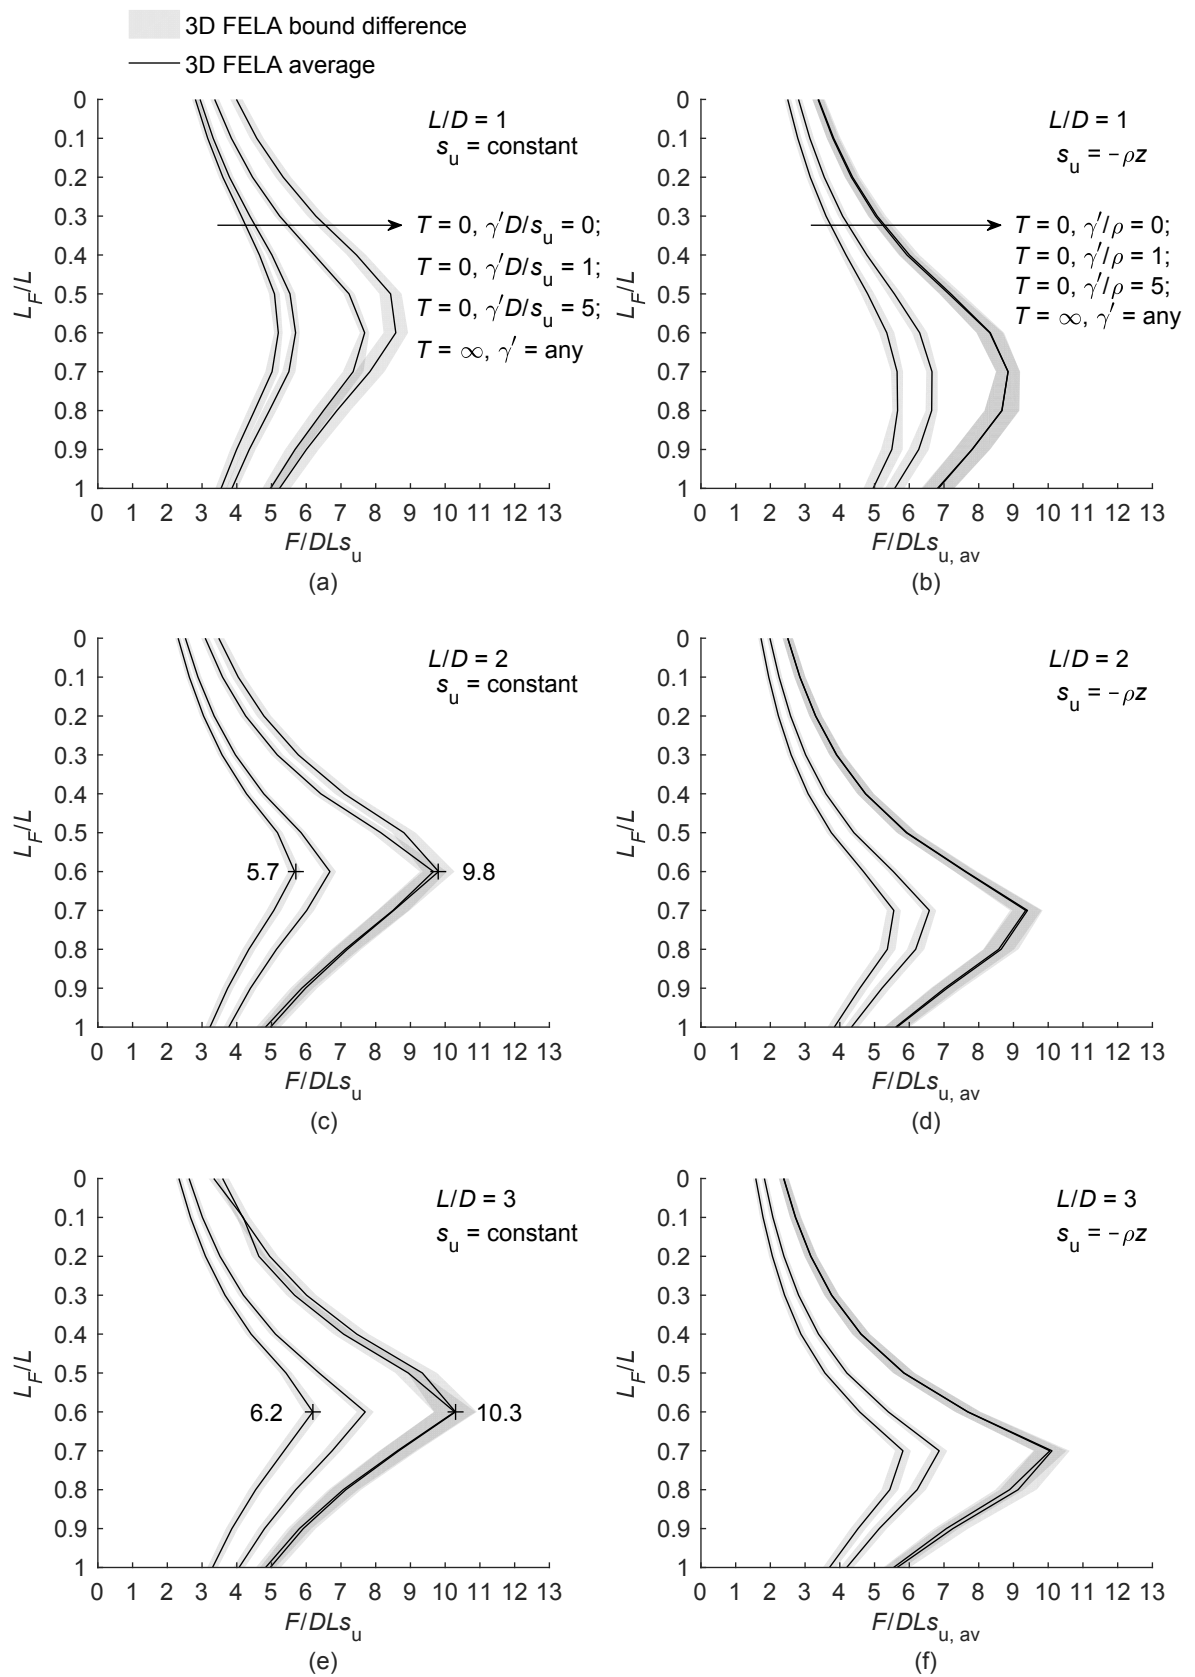 3D FELA bound difference
3D FELA average
L/D = 1
s_u = constant
T = 0, γ′D/s_u = 0;
T = 0, γ′D/s_u = 1;
T = 0, γ′D/s_u = 5;
T = ∞, γ′ = any
L_F/L
0
0.1
0.2
0.3
0.4
0.5
0.6
0.7
0.8
0.9
1
0 1 2 3 4 5 6 7 8 9 10 11 12 13
F/DLs_u
(a)
L/D = 1
s_u = −ρz
T = 0, γ′/ρ = 0;
T = 0, γ′/ρ = 1;
T = 0, γ′/ρ = 5;
T = ∞, γ′ = any
L_F/L
0
0.1
0.2
0.3
0.4
0.5
0.6
0.7
0.8
0.9
1
0 1 2 3 4 5 6 7 8 9 10 11 12 13
F/DLs_u, av
(b)
L/D = 2
s_u = constant
5.7
9.8
L_F/L
0
0.1
0.2
0.3
0.4
0.5
0.6
0.7
0.8
0.9
1
0 1 2 3 4 5 6 7 8 9 10 11 12 13
F/DLs_u
(c)
L/D = 2
s_u = −ρz
L_F/L
0
0.1
0.2
0.3
0.4
0.5
0.6
0.7
0.8
0.9
1
0 1 2 3 4 5 6 7 8 9 10 11 12 13
F/DLs_u, av
(d)
L/D = 3
s_u = constant
6.2
10.3
L_F/L
0
0.1
0.2
0.3
0.4
0.5
0.6
0.7
0.8
0.9
1
0 1 2 3 4 5 6 7 8 9 10 11 12 13
F/DLs_u
(e)
L/D = 3
s_u = −ρz
L_F/L
0
0.1
0.2
0.3
0.4
0.5
0.6
0.7
0.8
0.9
1
0 1 2 3 4 5 6 7 8 9 10 11 12 13
F/DLs_u, av
(f)